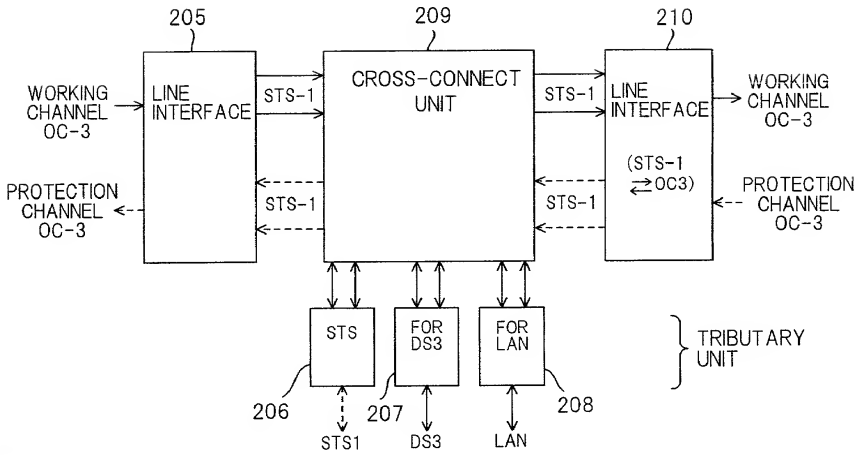 205
209
210
WORKING
CHANNEL
OC-3
LINE
INTERFACE
STS-1
CROSS-CONNECT
UNIT
STS-1
LINE
INTERFACE
WORKING
CHANNEL
OC-3
PROTECTION
CHANNEL
OC-3
STS-1
STS-1
(STS-1
OC3)
PROTECTION
CHANNEL
OC-3
STS
FOR
DS3
FOR
LAN
TRIBUTARY
UNIT
206
207
208
STS1
DS3
LAN